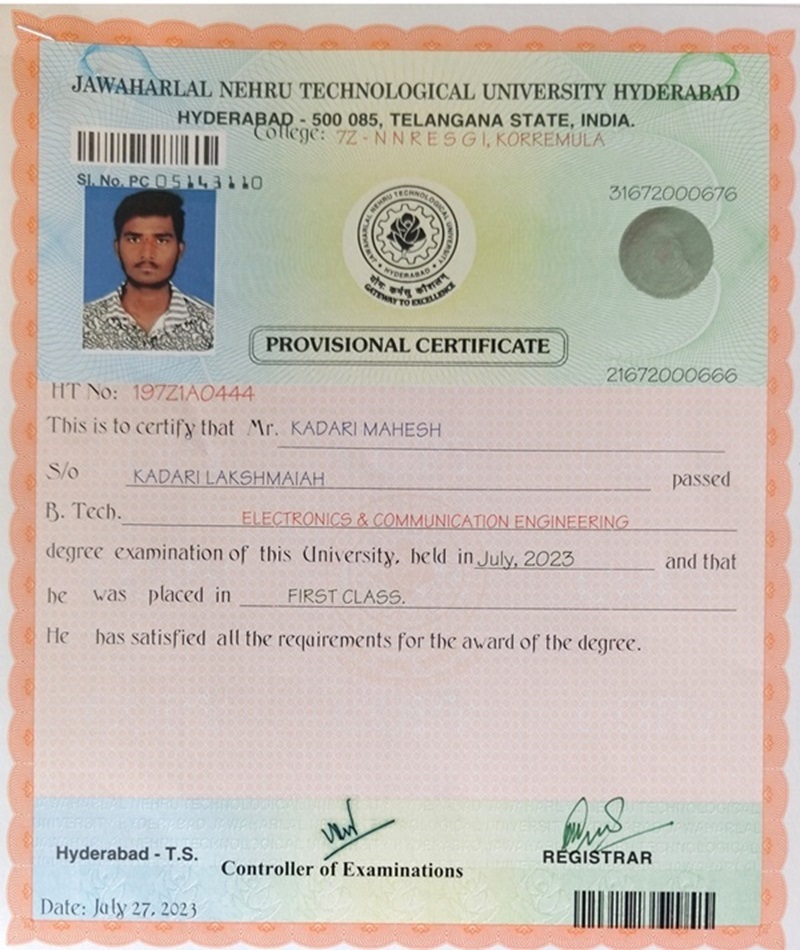 JAWAHARLAL NEHRU TECHNOLOGICAL UNIVERSITY HYDERABAD
HYDERABAD - 500 085, TELANGANA STATE, INDIA.
College: 7Z - N N R E S G I, KORREMULA
Sl. No. PC 05143110
31672000676
JAWAHARLAL NEHRU TECHNOLOGICAL UNIVERSITY
HYDERABAD
योगः कर्मसु कौशलम्
GATEWAY TO EXCELLENCE
PROVISIONAL CERTIFICATE
21672000666
HT No: 197Z1A0444
This is to certify that Mr. KADARI MAHESH
S/o KADARI LAKSHMAIAH passed
B. Tech. ELECTRONICS & COMMUNICATION ENGINEERING
degree examination of this University, held in July, 2023 and that
he was placed in FIRST CLASS.
He has satisfied all the requirements for the award of the degree.
Hyderabad - T.S.
Controller of Examinations
REGISTRAR
Date: July 27, 2023